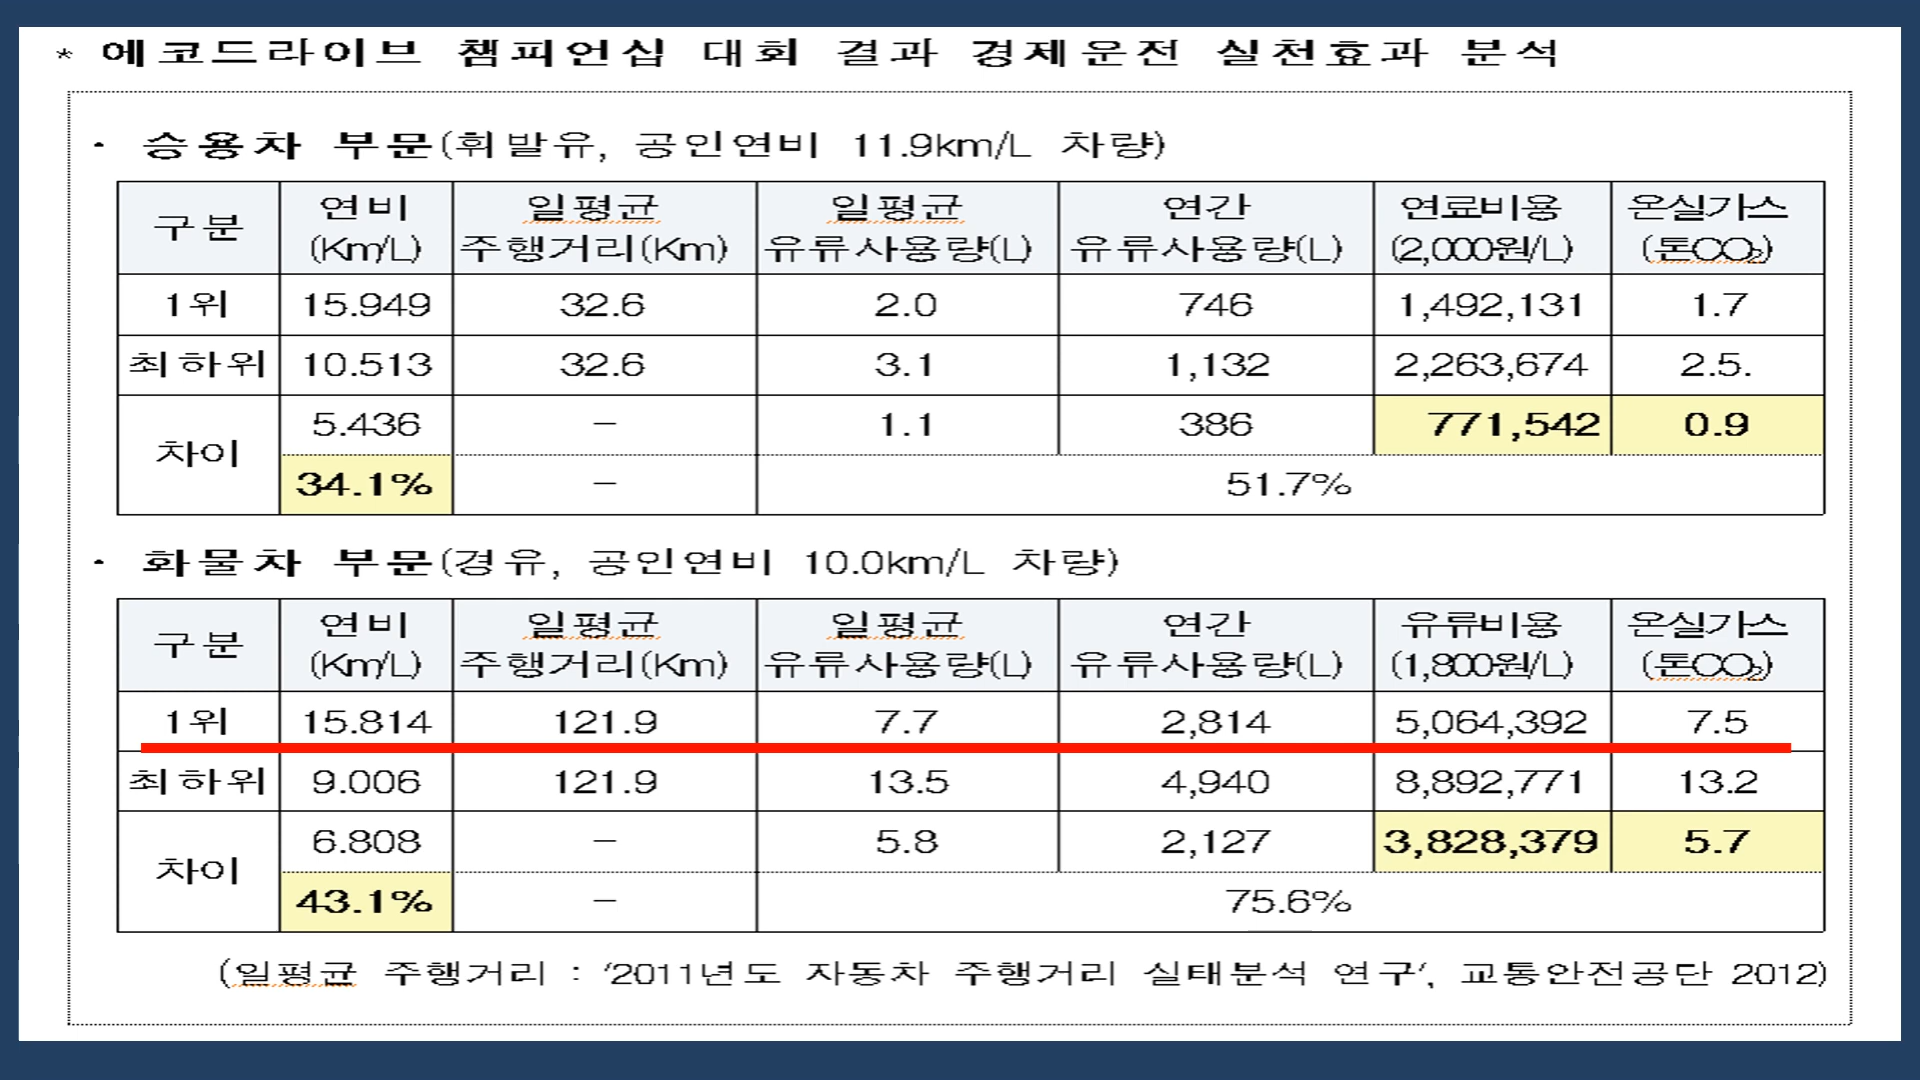 * 에코드라이브 챔피언십 대회 결과 경제운전 실천효과 분석
· 승용차 부문(휘발유, 공인연비 11.9km/L 차량)
구분 연비 (Km/L) 일평균 주행거리(Km) 일평균 유류사용량(L) 연간 유류사용량(L) 연료비용 (2,000원/L) 온실가스 (톤CO₂)
1위 15.949 32.6 2.0 746 1,492,131 1.7
최하위 10.513 32.6 3.1 1,132 2,263,674 2.5.
차이 5.436 – 1.1 386 771,542 0.9
34.1% – 51.7%
· 화물차 부문(경유, 공인연비 10.0km/L 차량)
구분 연비 (Km/L) 일평균 주행거리(Km) 일평균 유류사용량(L) 연간 유류사용량(L) 유류비용 (1,800원/L) 온실가스 (톤CO₂)
1위 15.814 121.9 7.7 2,814 5,064,392 7.5
최하위 9.006 121.9 13.5 4,940 8,892,771 13.2
차이 6.808 – 5.8 2,127 3,828,379 5.7
43.1% – 75.6%
(일평균 주행거리 : '2011년도 자동차 주행거리 실태분석 연구', 교통안전공단 2012)